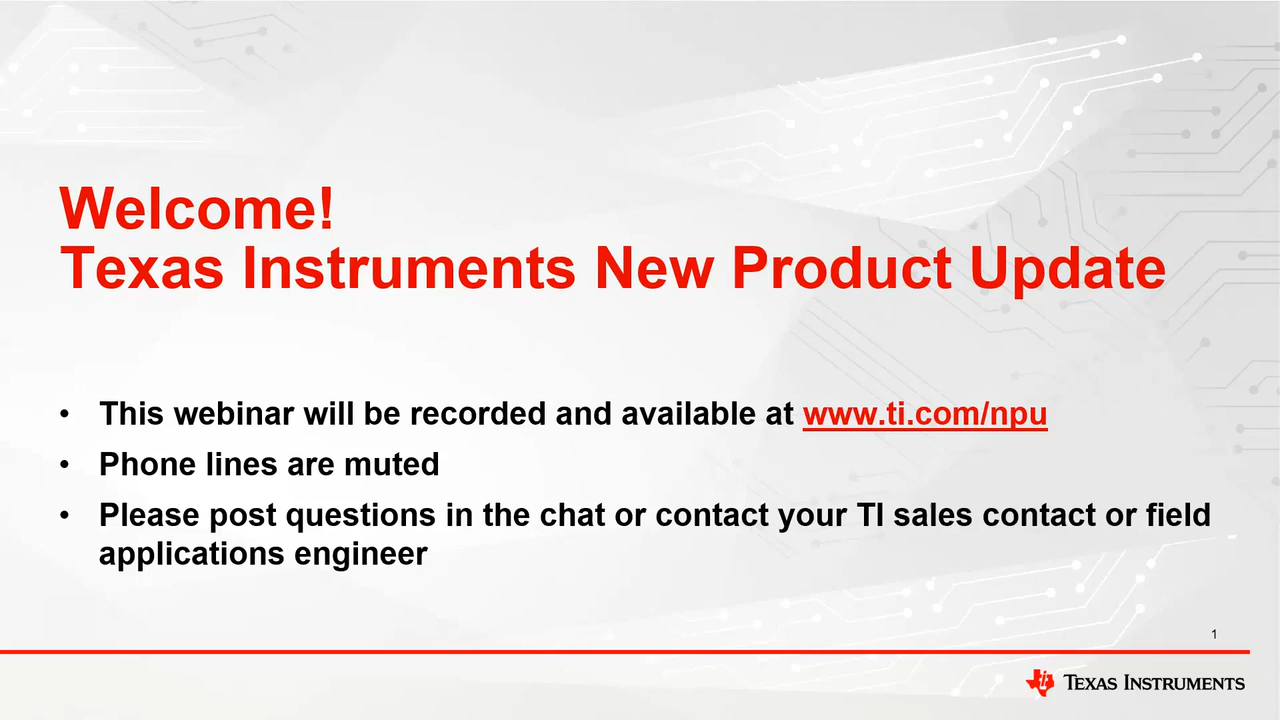 Welcome!
Texas Instruments New Product Update
• This webinar will be recorded and available at www.ti.com/npu
• Phone lines are muted
• Please post questions in the chat or contact your TI sales contact or field
applications engineer
1
TEXAS INSTRUMENTS